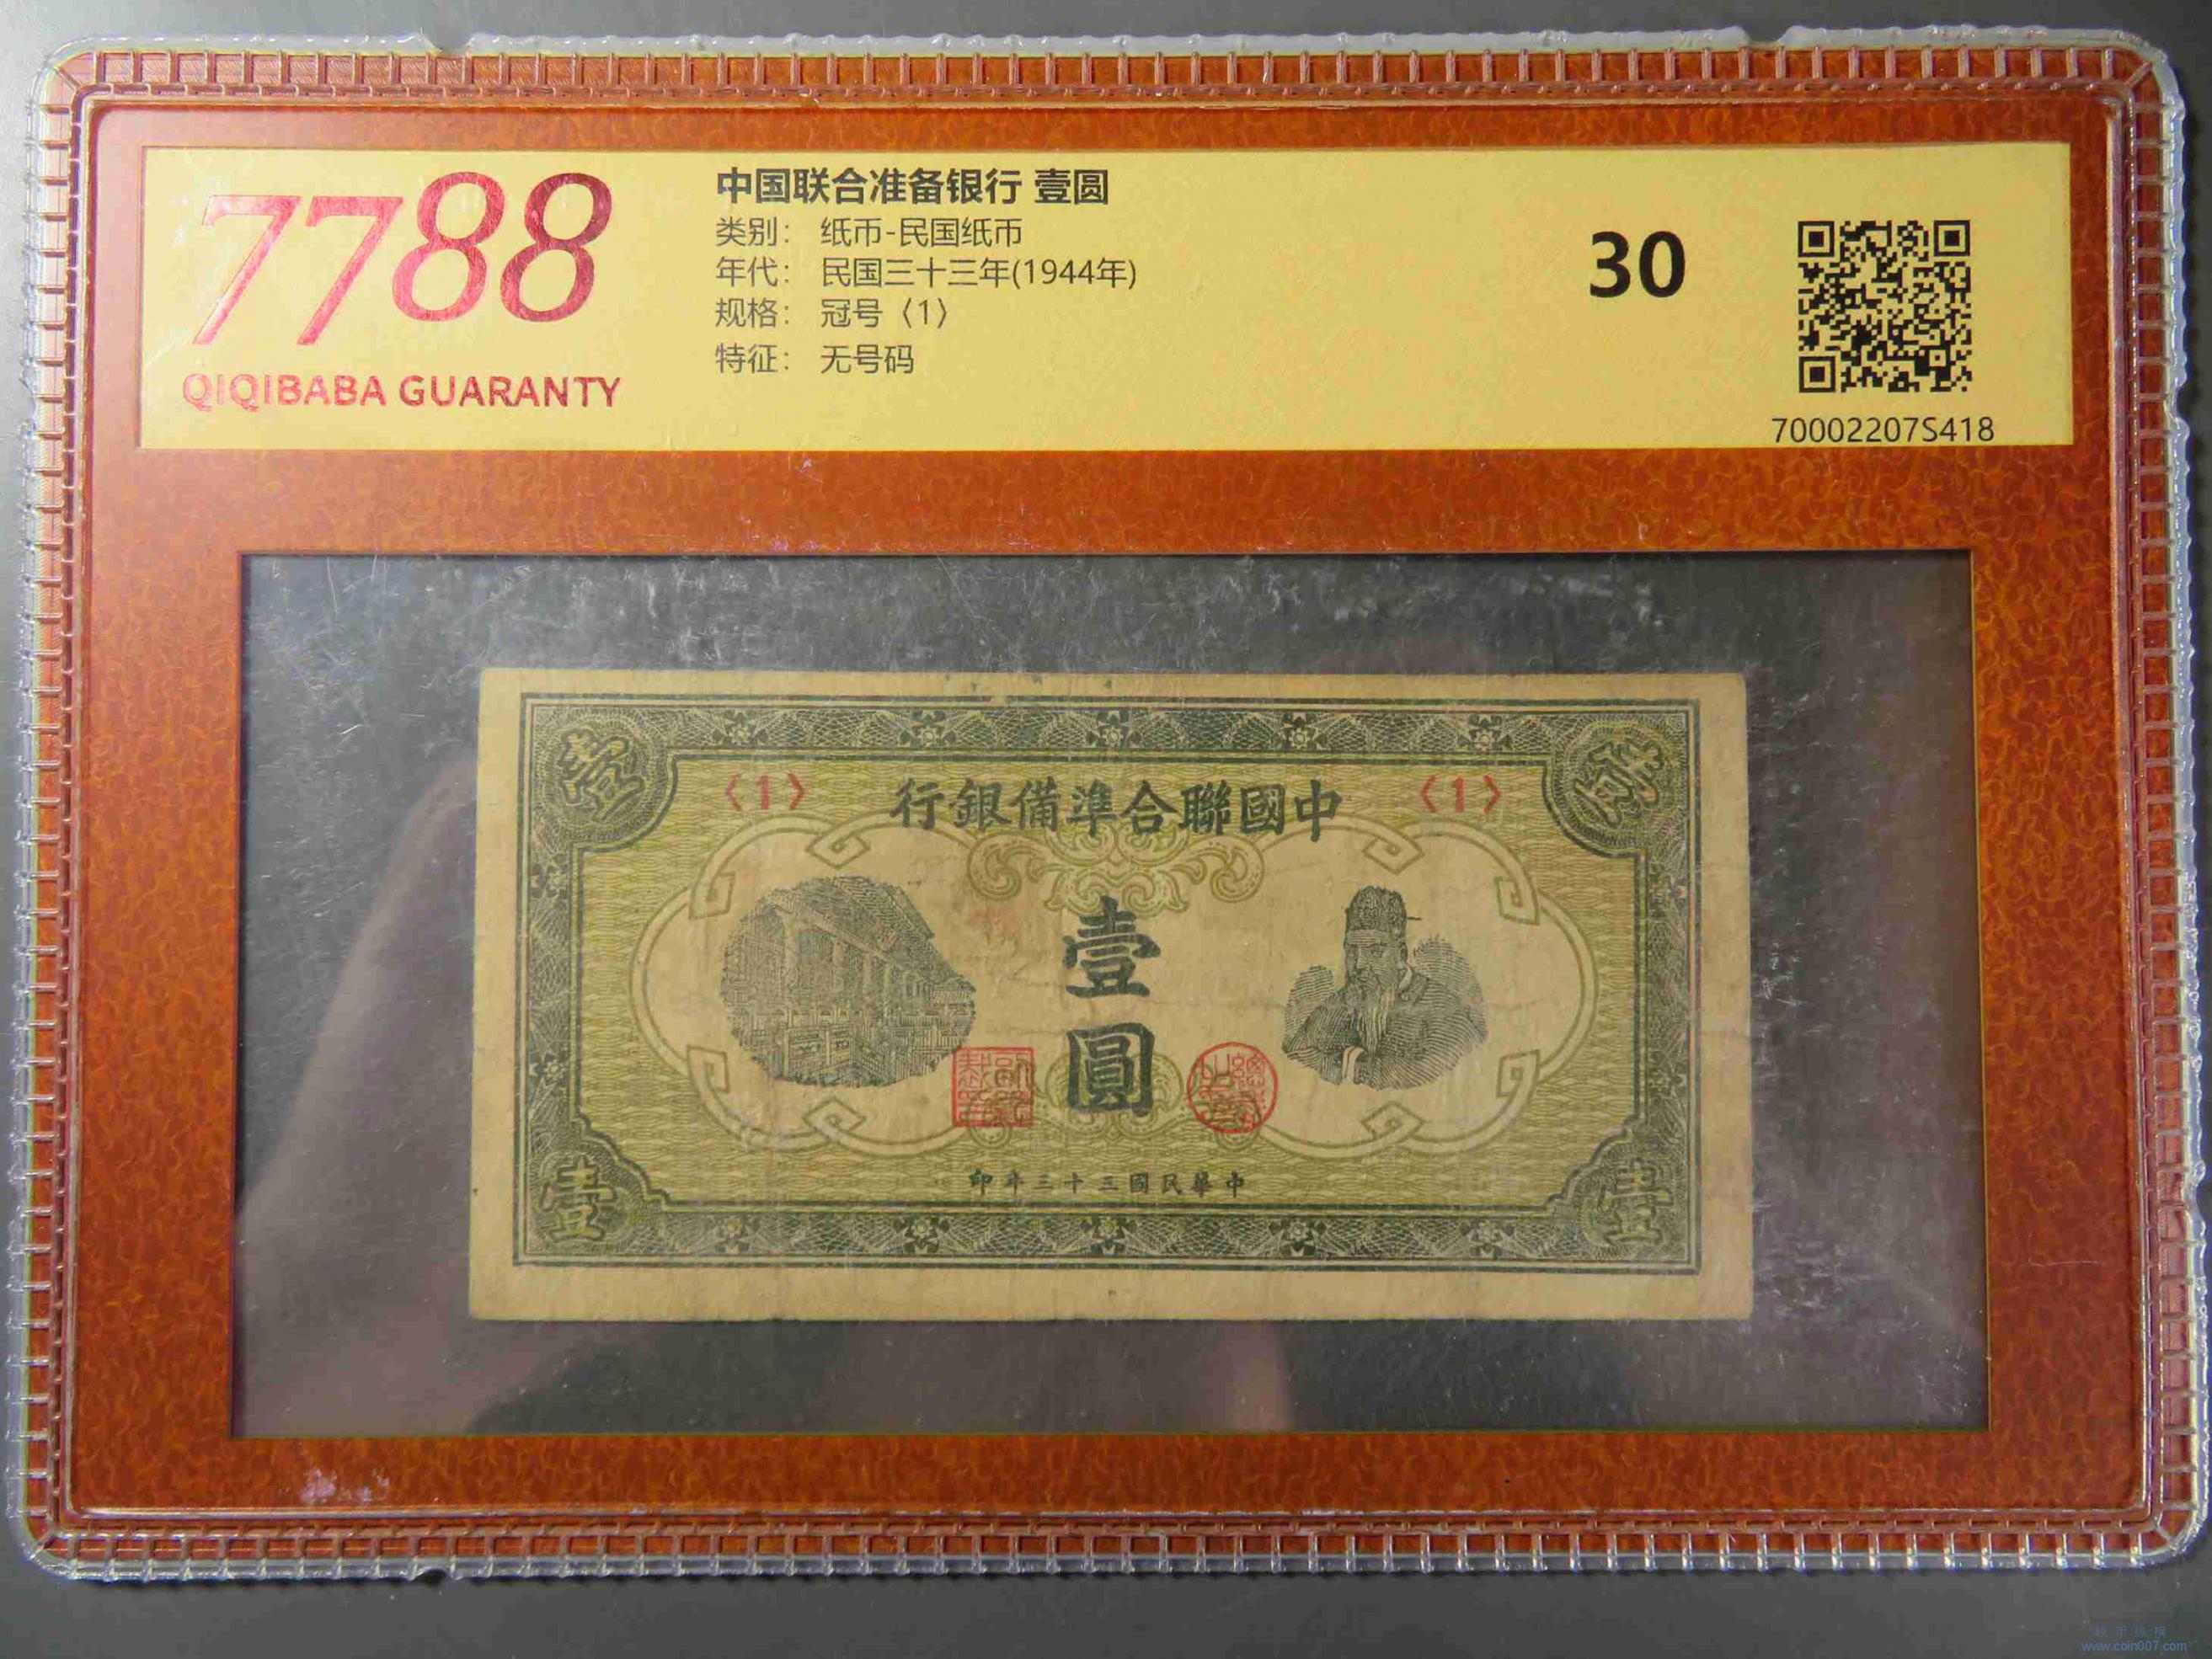 7788
QIQIBABA GUARANTY
中国联合准备银行 壹圆
类别： 纸币-民国纸币
年代： 民国三十三年(1944年)
规格： 冠号〈1〉
特征： 无号码
30
70002207S418
壹
〈1〉
行銀備準合聯國中
〈1〉
壹
圓
印年三十三國民華中
壹
壹
www.coin007.com